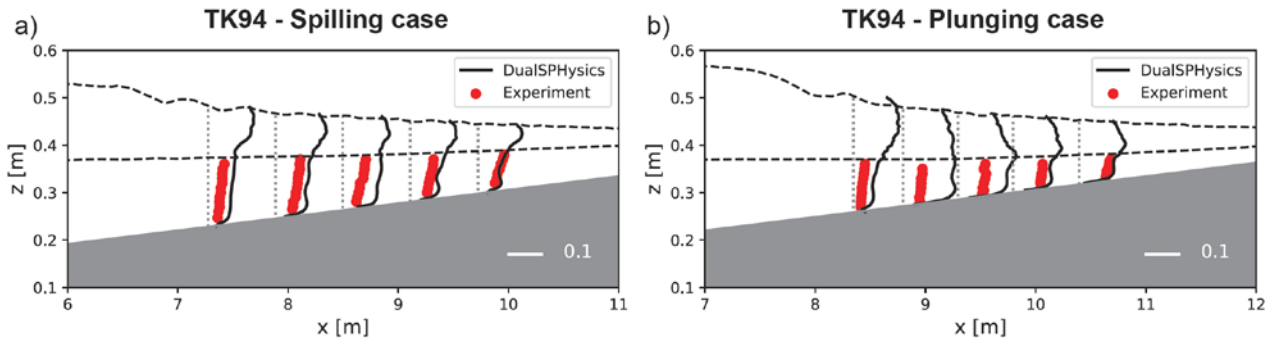 TK94 - Spilling case
a)
0.6
0.5
0.4
0.3
0.2
0.1
z [m]
DualSPHysics
Experiment
0.1
6 7 8 9 10 11
x [m]
TK94 - Plunging case
b)
0.6
0.5
0.4
0.3
0.2
0.1
z [m]
DualSPHysics
Experiment
0.1
7 8 9 10 11 12
x [m]